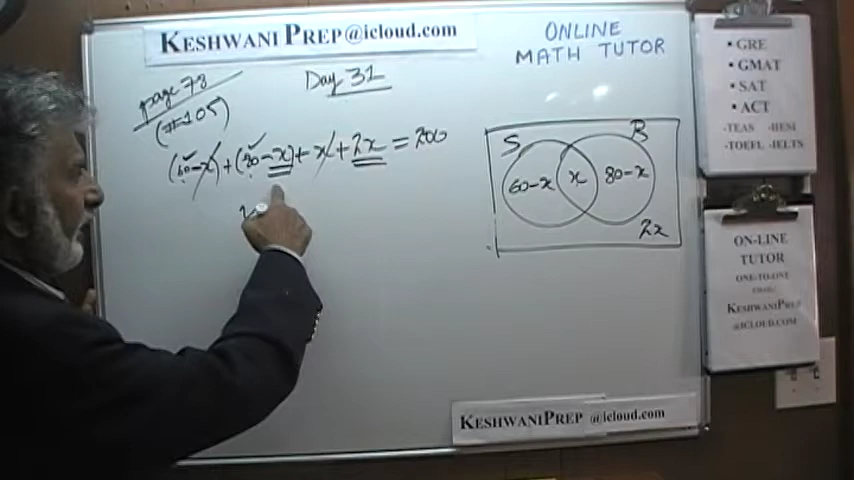 KESHWANI PREP@icloud.com
ONLINE
MATH TUTOR
page 78
(#105)
Day 31
(60-x) + (80-x) + x + 2x = 200
S
B
60-x
x
80-x
2x
• GRE
• GMAT
• SAT
• ACT
-TEAS -HESI
-TOEFL -IELTS
ON-LINE
TUTOR
ONE-TO-ONE
KESHWANIPREP
@ICLOUD.COM
KESHWANIPREP @icloud.com